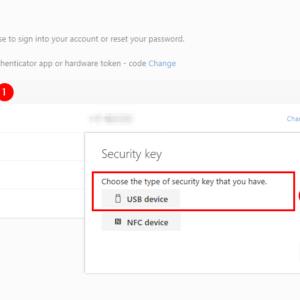 se to sign into your account or reset your password.
henticator app or hardware token - code Change
1
Cha
Security key
Choose the type of security key that you have.
USB device
NFC device